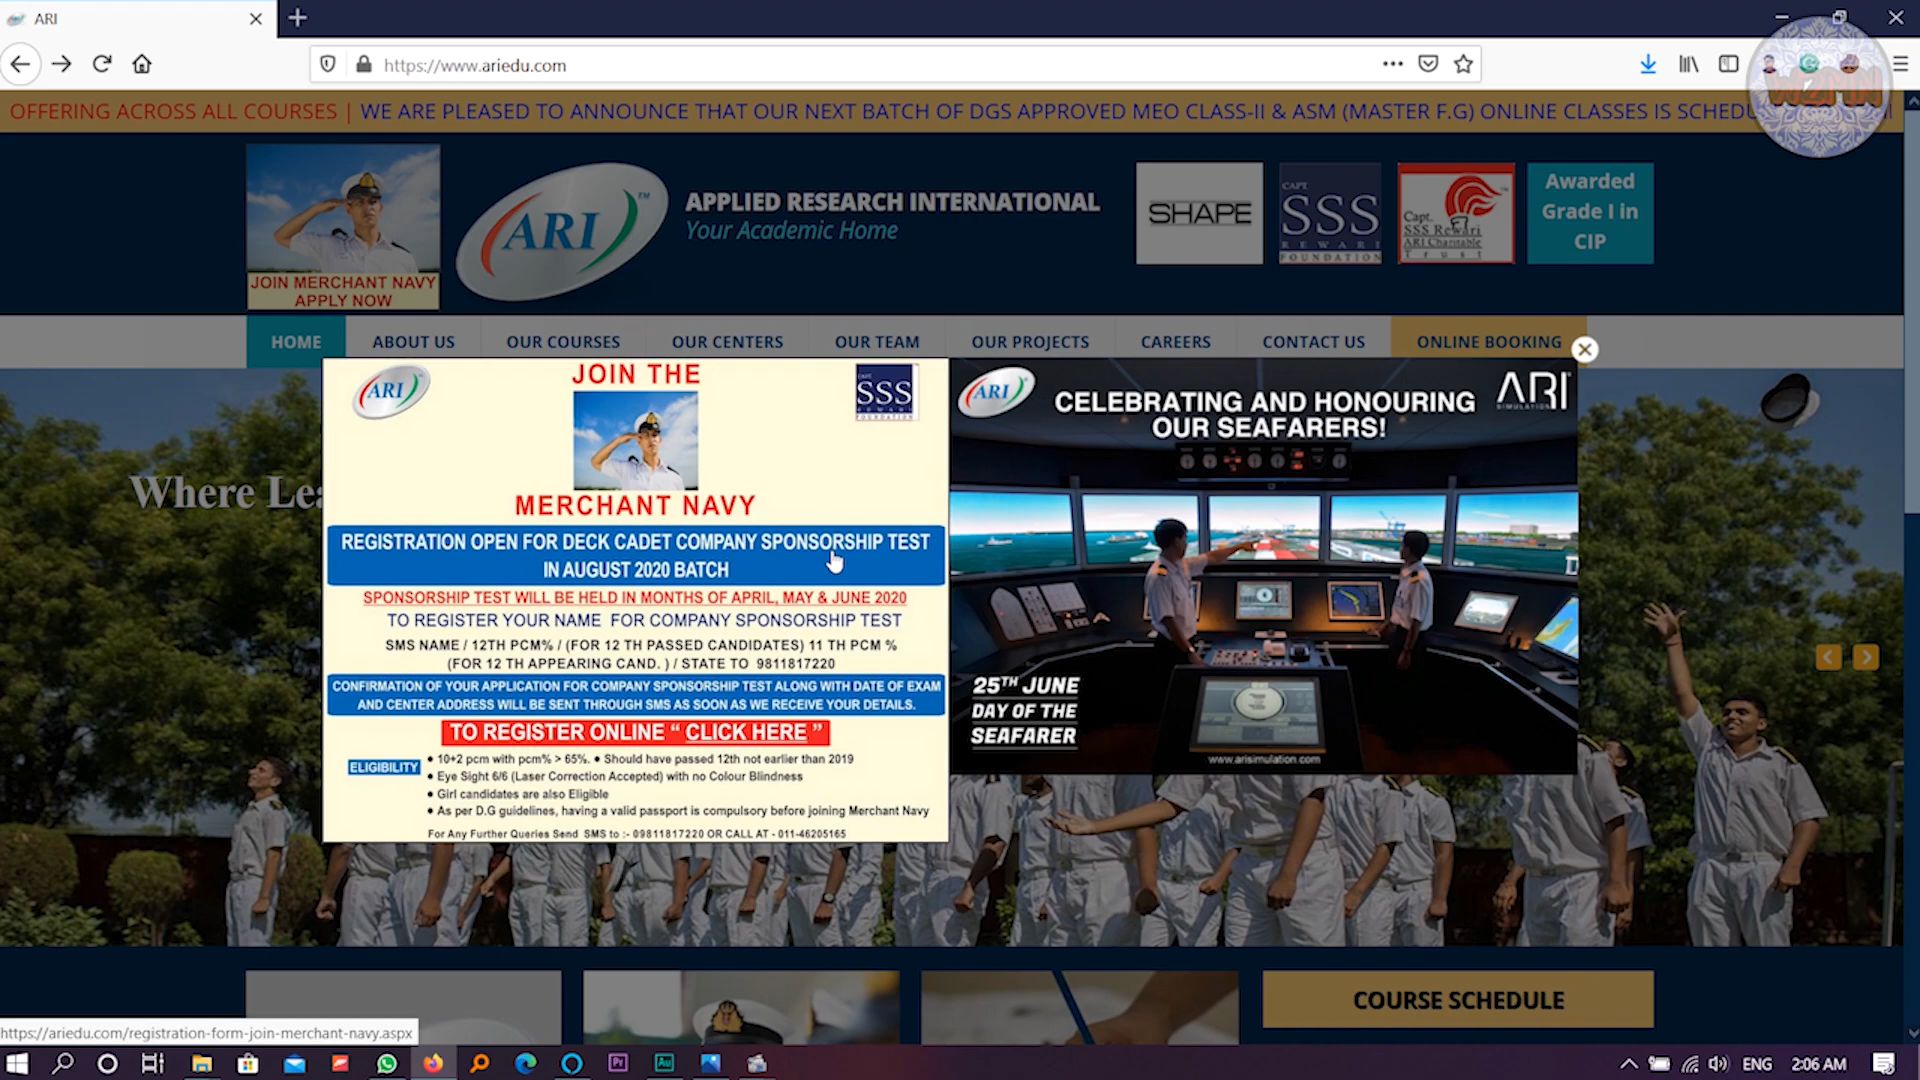 ARI
https://www.ariedu.com
OFFERING ACROSS ALL COURSES | WE ARE PLEASED TO ANNOUNCE THAT OUR NEXT BATCH OF DGS APPROVED MEO CLASS-II & ASM (MASTER F.G) ONLINE CLASSES IS
WZMN
JOIN MERCHANT NAVY
APPLY NOW
ARI ™
APPLIED RESEARCH INTERNATIONAL
Your Academic Home
SHAPE
CAPT.
SSS
REWARI
FOUNDATION
Capt.
SSS Rewari
ARI Charitable
Trust
Awarded
Grade I in
CIP
HOME
ABOUT US
OUR COURSES
OUR CENTERS
OUR TEAM
OUR PROJECTS
CAREERS
CONTACT US
ONLINE BOOKING
Where
ARI
JOIN THE
CAPT.
SSS
REWARI
FOUNDATION
MERCHANT NAVY
REGISTRATION OPEN FOR DECK CADET COMPANY SPONSORSHIP TEST
IN AUGUST 2020 BATCH
SPONSORSHIP TEST WILL BE HELD IN MONTHS OF APRIL, MAY & JUNE 2020
TO REGISTER YOUR NAME FOR COMPANY SPONSORSHIP TEST
SMS NAME / 12TH PCM% / (FOR 12 TH PASSED CANDIDATES) 11 TH PCM %
(FOR 12 TH APPEARING CAND. ) / STATE TO 9811817220
CONFIRMATION OF YOUR APPLICATION FOR COMPANY SPONSORSHIP TEST ALONG WITH DATE OF EXAM
AND CENTER ADDRESS WILL BE SENT THROUGH SMS AS SOON AS WE RECEIVE YOUR DETAILS.
TO REGISTER ONLINE “ CLICK HERE ”
ELIGIBILITY
• 10+2 pcm with pcm% > 65%. • Should have passed 12th not earlier than 2019
• Eye Sight 6/6 (Laser Correction Accepted) with no Colour Blindness
• Girl candidates are also Eligible
• As per D.G guidelines, having a valid passport is compulsory before joining Merchant Navy
For Any Further Queries Send SMS to :- 09811817220 OR CALL AT - 011-46205165
ARI
CELEBRATING AND HONOURING
OUR SEAFARERS!
ARI
SIMULATION
25TH JUNE
DAY OF THE
SEAFARER
www.arisimulation.com
COURSE SCHEDULE
https://ariedu.com/registration-form-join-merchant-navy.aspx
Pr
Au
ENG
2:06 AM